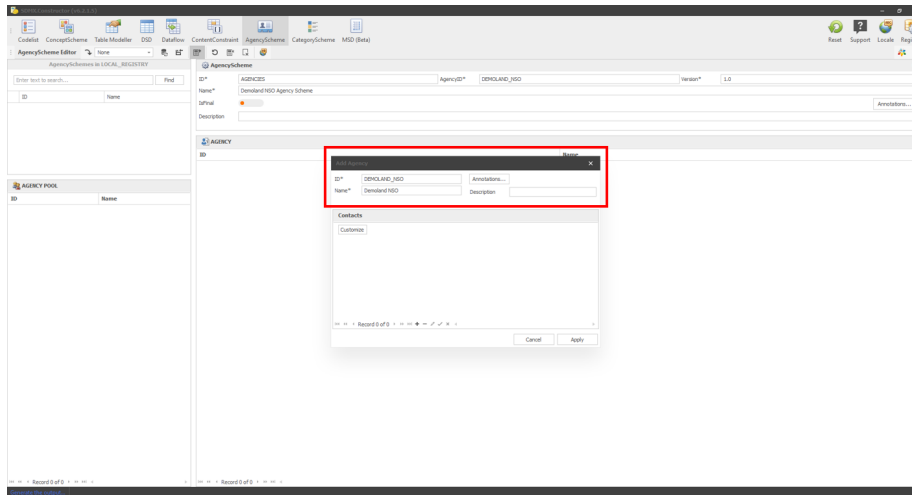 SDMX Constructor
Codelist ConceptScheme Table Modeller DSD Dataflow ContentConstraint AgencyScheme CategoryScheme MSD (Beta) Reset Support Locale
AgencyScheme Editor None
AgencySchemes in LOCAL_REGISTRY
Enter text to search... Find
ID Name
AgencyScheme
ID* AGENCIES AgencyID* DEMOLAND_NSO Version* 1.0
Name* Demoland NSO Agency Scheme
IsFinal Annotations...
Description
AGENCY
ID Name
AGENCY POOL
ID Name
Add Agency
ID* DEMOLAND_NSO Annotations...
Name* Demoland NSO Description
Contacts
Customize
Record 0 of 0
Cancel Apply
Record 0 of 0 Record 0 of 0